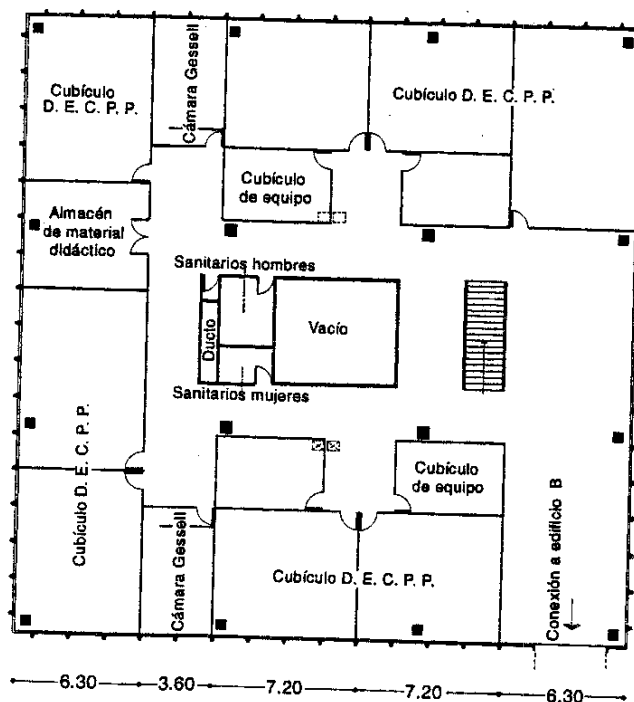 Cubículo
D. E. C. P. P.
Cámara Gessell
Cubículo D. E. C. P. P.
Cubículo
de equipo
Almacén
de material
didáctico
Sanitarios hombres
Ducto
Vacío
Sanitarios mujeres
Cubículo D. E. C. P. P.
Cubículo
de equipo
Cámara Gessell
Cubículo D. E. C. P. P.
Conexión a edificio B
6.30 3.60 7.20 7.20 6.30